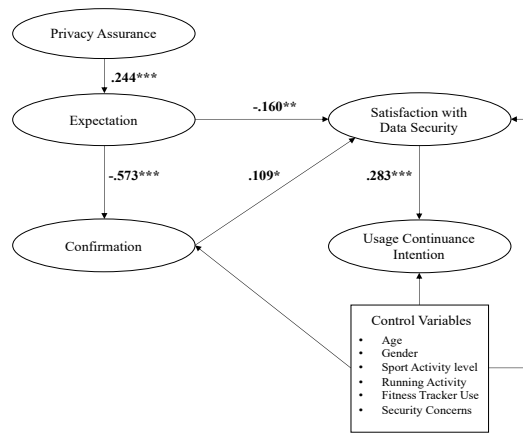 Privacy Assurance
.244***
-.160**
Expectation
Satisfaction with
Data Security
-.573***
.109*
.283***
Confirmation
Usage Continuance
Intention
Control Variables
• Age
• Gender
• Sport Activity level
• Running Activity
• Fitness Tracker Use
• Security Concerns